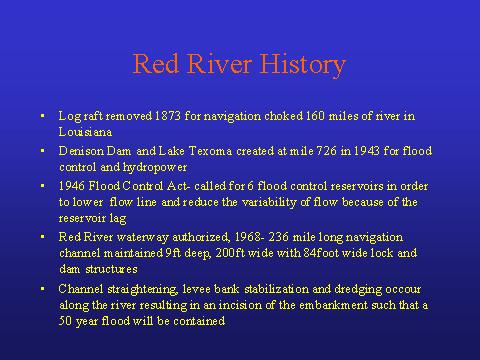 Red River History
• Log raft removed 1873 for navigation choked 160 miles of river in
Louisiana
• Denison Dam and Lake Texoma created at mile 726 in 1943 for flood
control and hydropower
• 1946 Flood Control Act- called for 6 flood control reservoirs in order
to lower flow line and reduce the variability of flow because of the
reservoir lag
• Red River waterway authorized, 1968- 236 mile long navigation
channel maintained 9ft deep, 200ft wide with 84foot wide lock and
dam structures
• Channel straightening, levee bank stabilization and dredging occour
along the river resulting in an incision of the embankment such that a
50 year flood will be contained